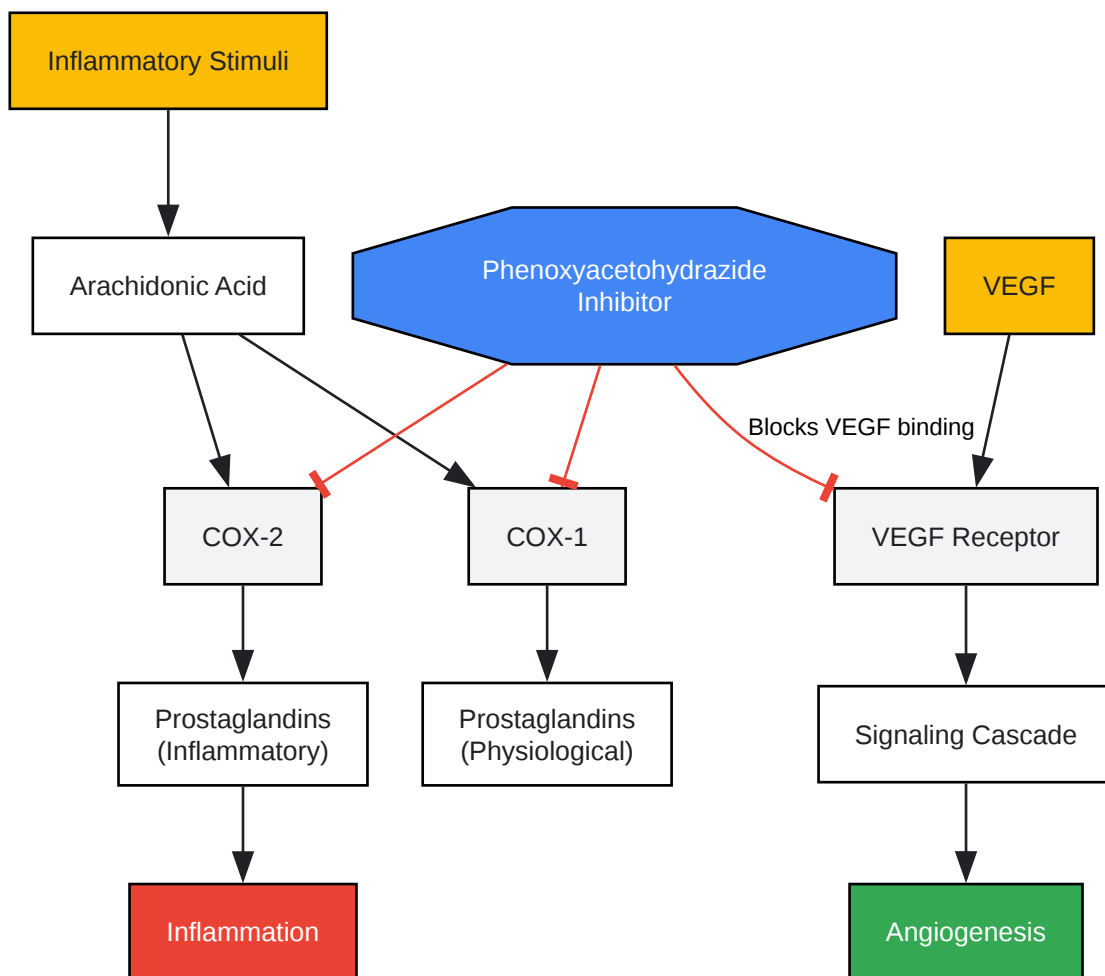 Inflammatory Stimuli
Arachidonic Acid
Phenoxyacetohydrazide
Inhibitor
VEGF
Blocks VEGF binding
COX-2
COX-1
VEGF Receptor
Prostaglandins
(Inflammatory)
Prostaglandins
(Physiological)
Signaling Cascade
Inflammation
Angiogenesis